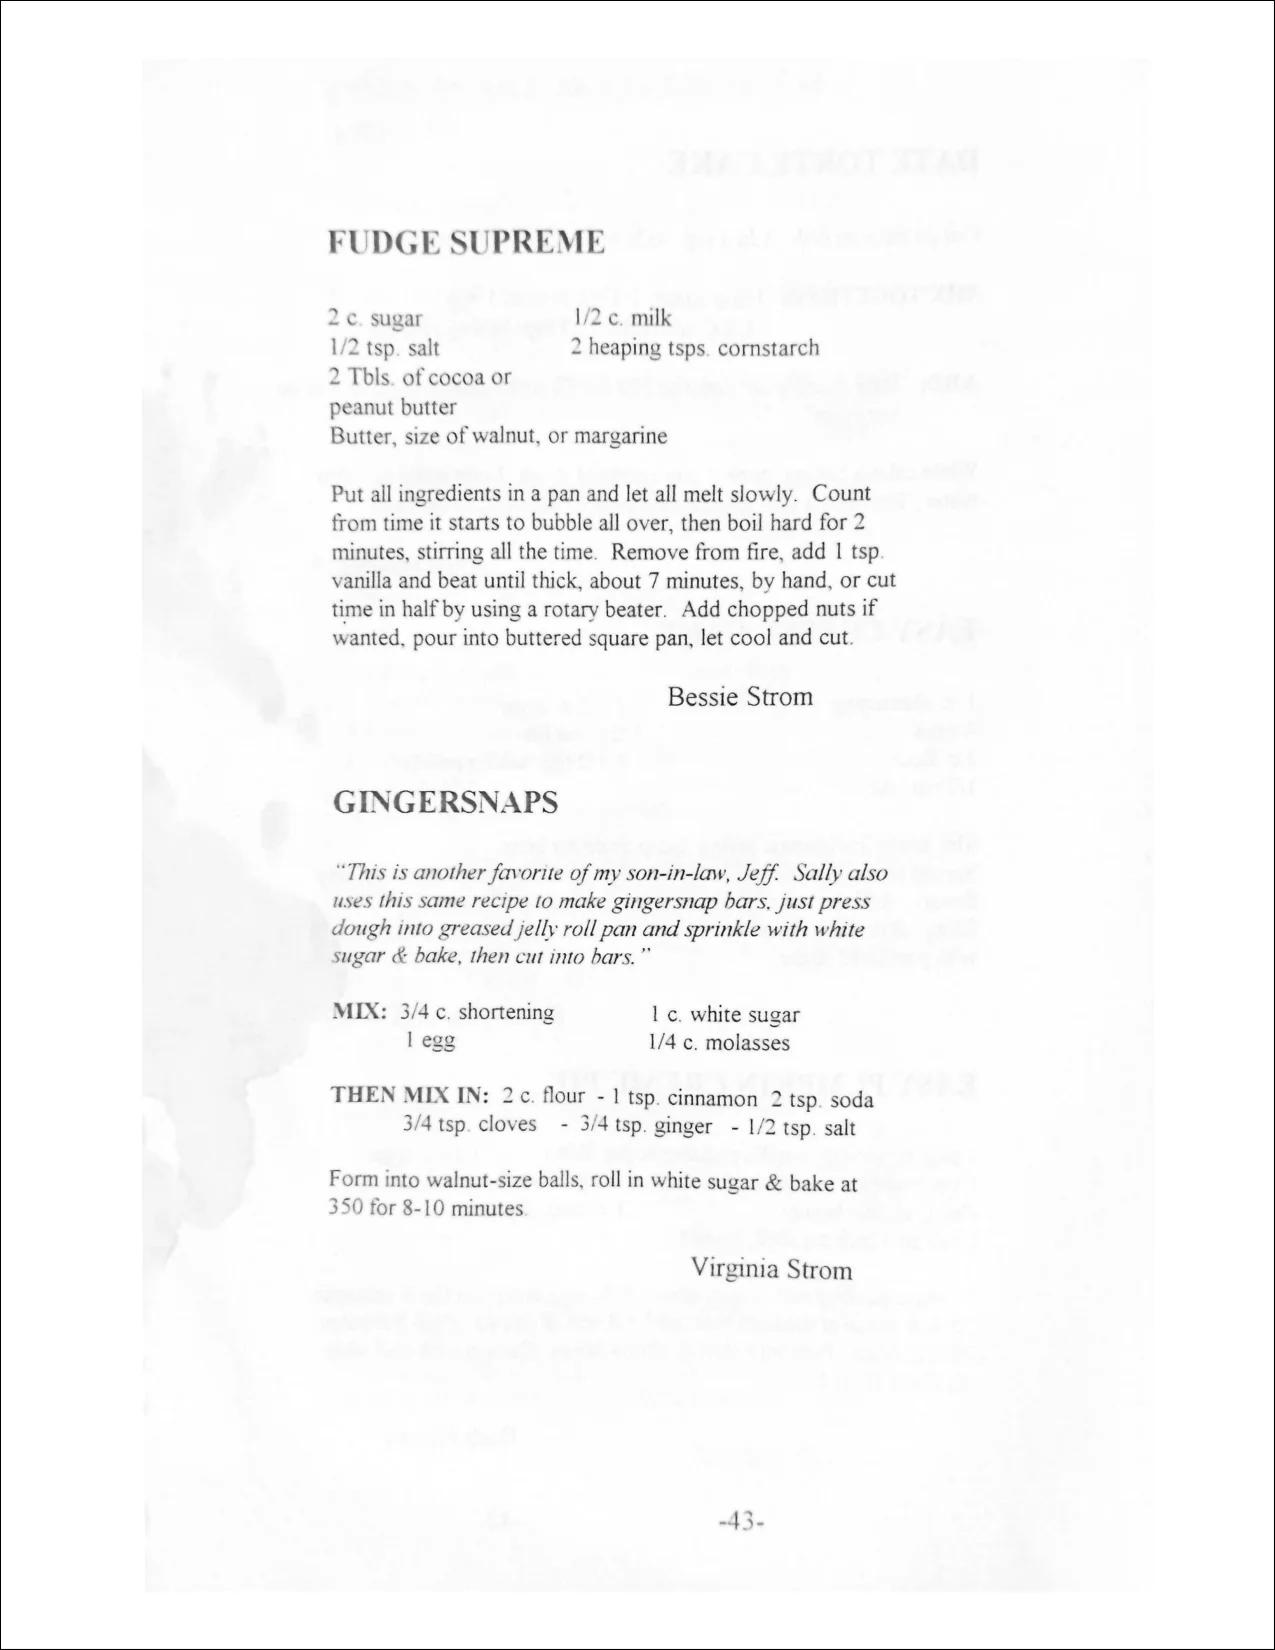 FUDGE SUPREME
2 c. sugar 1/2 c. milk
1/2 tsp. salt 2 heaping tsps. cornstarch
2 Tbls. of cocoa or
peanut butter
Butter, size of walnut, or margarine
Put all ingredients in a pan and let all melt slowly. Count
from time it starts to bubble all over, then boil hard for 2
minutes, stirring all the time. Remove from fire, add 1 tsp.
vanilla and beat until thick, about 7 minutes, by hand, or cut
time in half by using a rotary beater. Add chopped nuts if
wanted, pour into buttered square pan, let cool and cut.
Bessie Strom
GINGERSNAPS
"This is another favorite of my son-in-law, Jeff. Sally also
uses this same recipe to make gingersnap bars, just press
dough into greased jelly roll pan and sprinkle with white
sugar & bake, then cut into bars."
MIX: 3/4 c. shortening 1 c. white sugar
1 egg 1/4 c. molasses
THEN MIX IN: 2 c. flour - 1 tsp. cinnamon 2 tsp. soda
3/4 tsp. cloves - 3/4 tsp. ginger - 1/2 tsp. salt
Form into walnut-size balls, roll in white sugar & bake at
350 for 8-10 minutes.
Virginia Strom
-43-